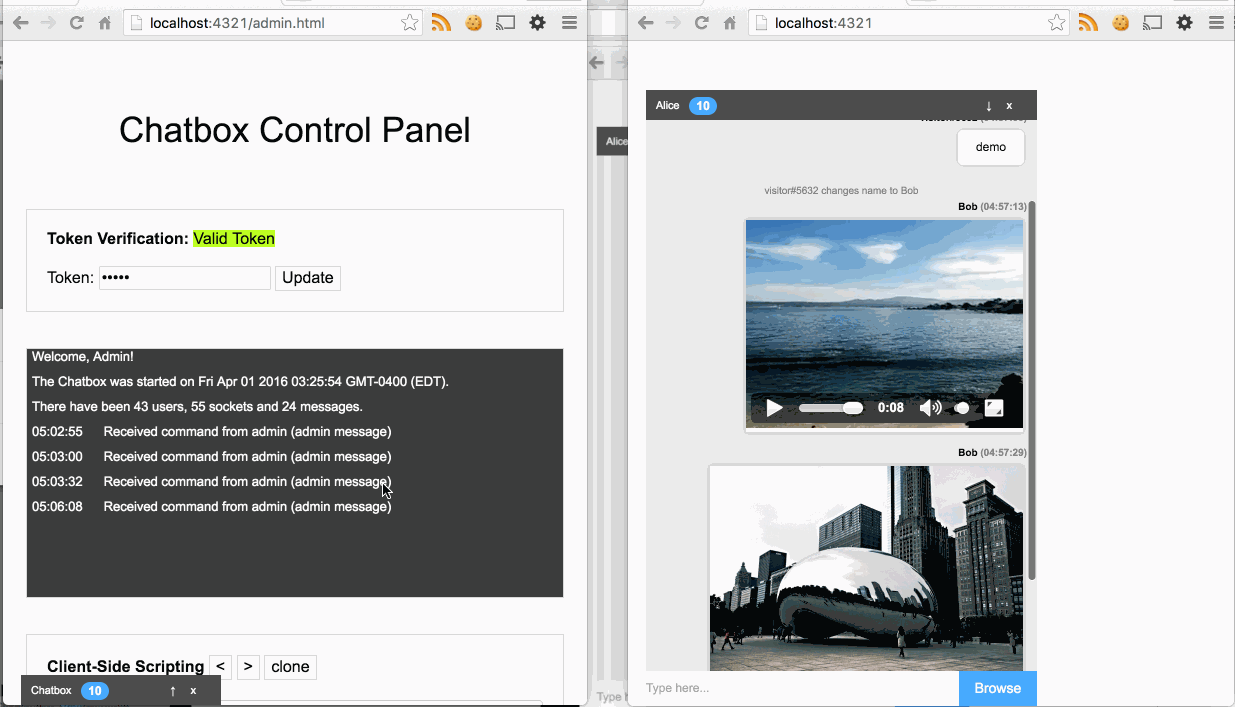 localhost:4321/admin.html
Chatbox Control Panel
Token Verification: Valid Token
Token: ••••• Update
Welcome, Admin!
The Chatbox was started on Fri Apr 01 2016 03:25:54 GMT-0400 (EDT).
There have been 43 users, 55 sockets and 24 messages.
05:02:55 Received command from admin (admin message)
05:03:00 Received command from admin (admin message)
05:03:32 Received command from admin (admin message)
05:06:08 Received command from admin (admin message)
Client-Side Scripting < > clone
Chatbox 10 ↑ x
Alice
Type h
localhost:4321
Alice 10 ↓ x
demo
visitor#5632 changes name to Bob
Bob (04:57:13)
0:08
Bob (04:57:29)
Type here...
Browse